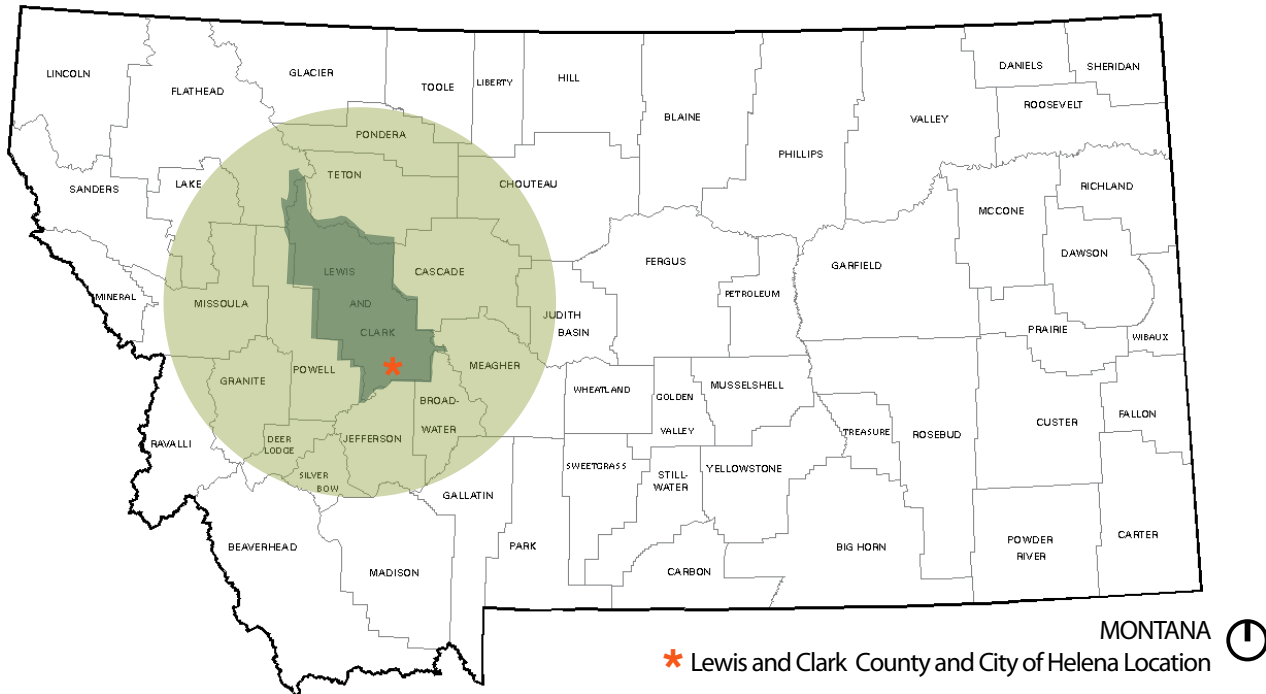 LINCOLN
FLATHEAD
GLACIER
TOOLE
LIBERTY
HILL
BLAINE
PHILLIPS
VALLEY
DANIELS
SHERIDAN
ROOSEVELT
PONDERA
SANDERS
LAKE
TETON
CHOUTEAU
MCCONE
RICHLAND
DAWSON
MINERAL
MISSOULA
LEWIS
AND
CLARK
CASCADE
JUDITH
BASIN
FERGUS
PETROLEUM
GARFIELD
PRAIRIE
WIBAUX
GRANITE
POWELL
MEAGHER
BROAD-
WATER
WHEATLAND
GOLDEN
VALLEY
MUSSELSHELL
TREASURE
ROSEBUD
CUSTER
FALLON
RAVALLI
DEER
LODGE
JEFFERSON
SILVER
BOW
GALLATIN
SWEETGRASS
STILL-
WATER
YELLOWSTONE
BEAVERHEAD
MADISON
PARK
CARBON
BIG HORN
POWDER
RIVER
CARTER
MONTANA
* Lewis and Clark County and City of Helena Location